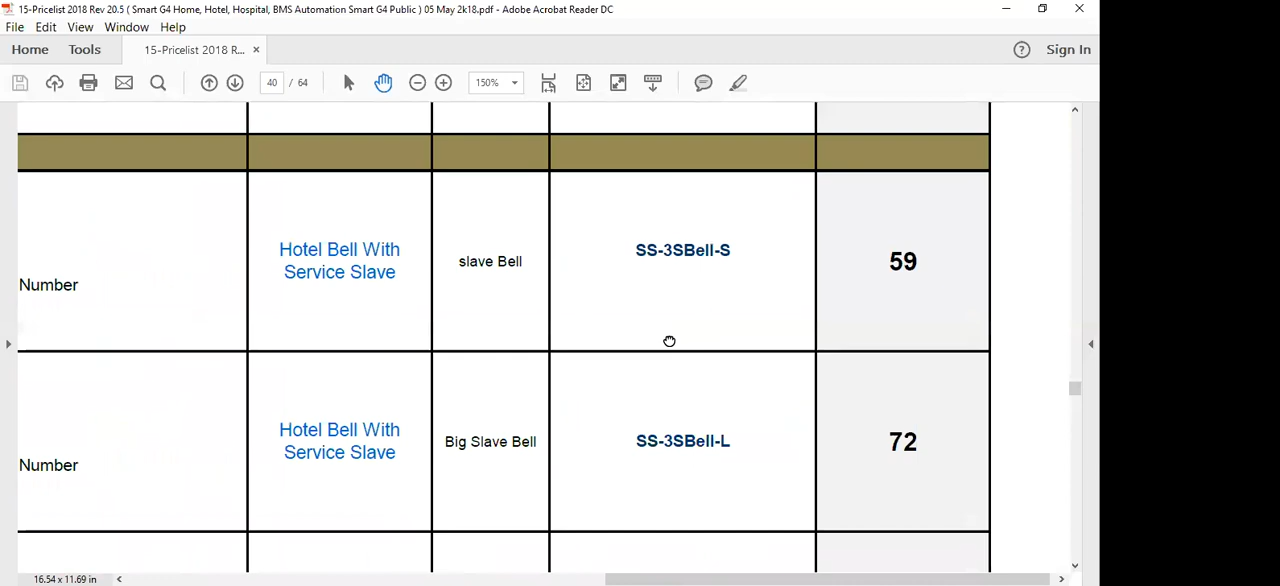 15-Pricelist 2018 Rev 20.5 ( Smart G4 Home, Hotel, Hospital, BMS Automation Smart G4 Public ) 05 May 2k18.pdf - Adobe Acrobat Reader DC
File Edit View Window Help
Home Tools 15-Pricelist 2018 R... × ? Sign In
40 / 64 150%
Hotel Bell With
Service Slave
slave Bell
SS-3SBell-S
59
Number
Hotel Bell With
Service Slave
Big Slave Bell
SS-3SBell-L
72
Number
16.54 x 11.69 in